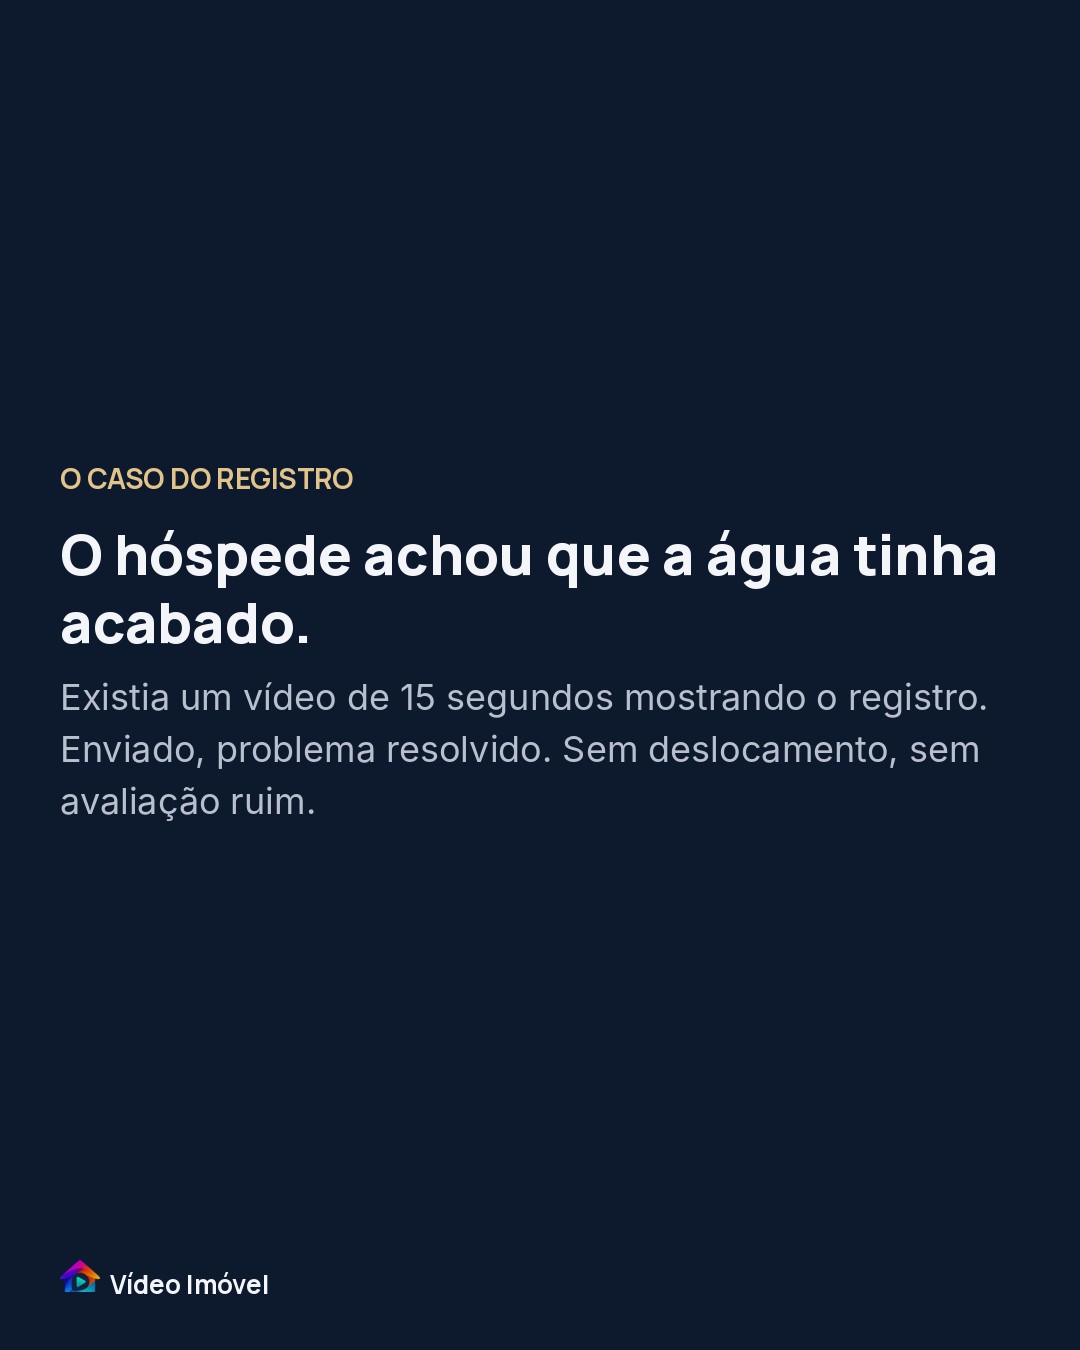 O CASO DO REGISTRO
O hóspede achou que a água tinha
acabado.
Existia um vídeo de 15 segundos mostrando o registro.
Enviado, problema resolvido. Sem deslocamento, sem
avaliação ruim.
Vídeo Imóvel